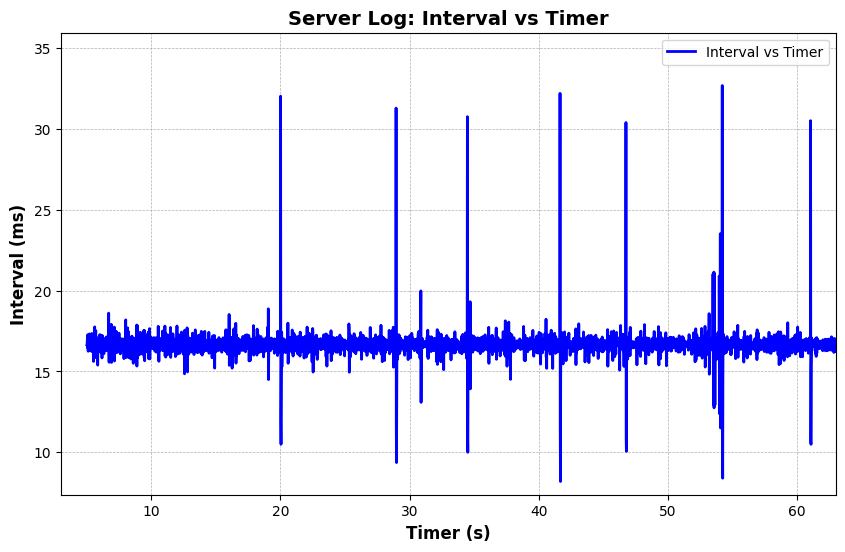 Server Log: Interval vs Timer
Interval vs Timer
35
30
25
20
15
10
Interval (ms)
10 20 30 40 50 60
Timer (s)